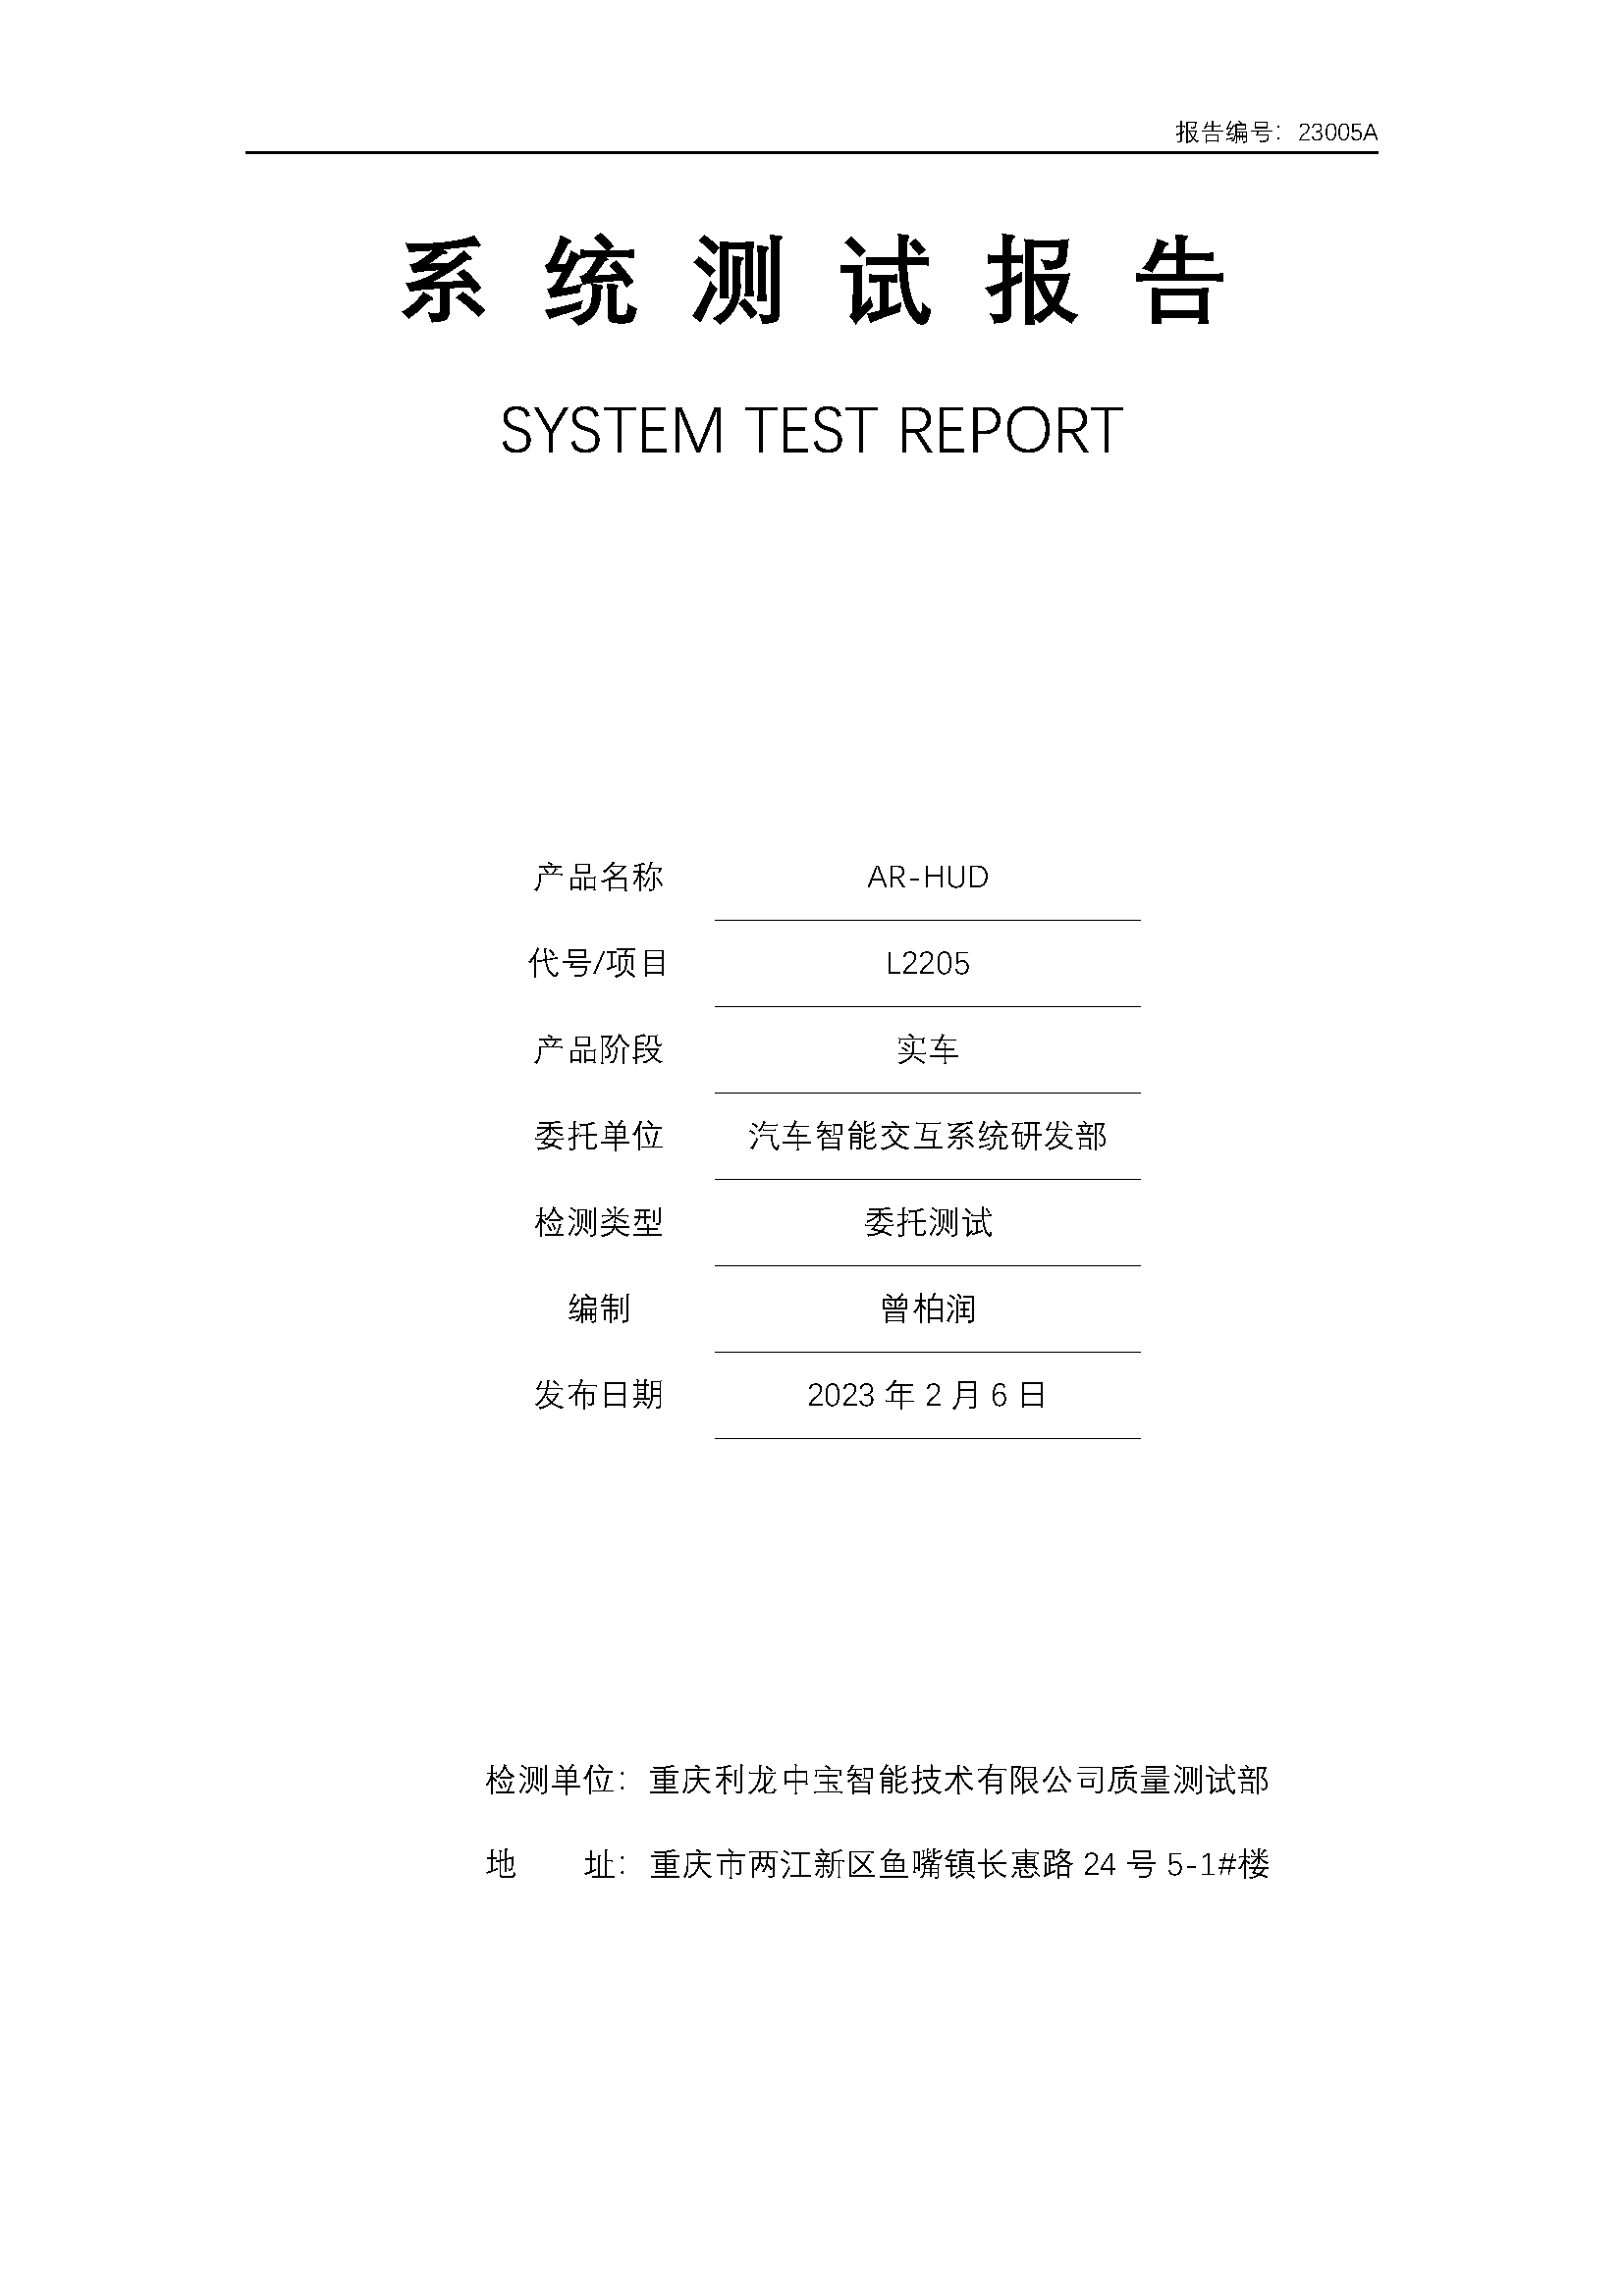 报告编号：23005A
系统测试报告
SYSTEM TEST REPORT
产品名称 AR-HUD
代号/项目 L2205
产品阶段 实车
委托单位 汽车智能交互系统研发部
检测类型 委托测试
编制 曾柏润
发布日期 2023 年 2 月 6 日
检测单位：重庆利龙中宝智能技术有限公司质量测试部
地 址：重庆市两江新区鱼嘴镇长惠路 24 号 5-1#楼